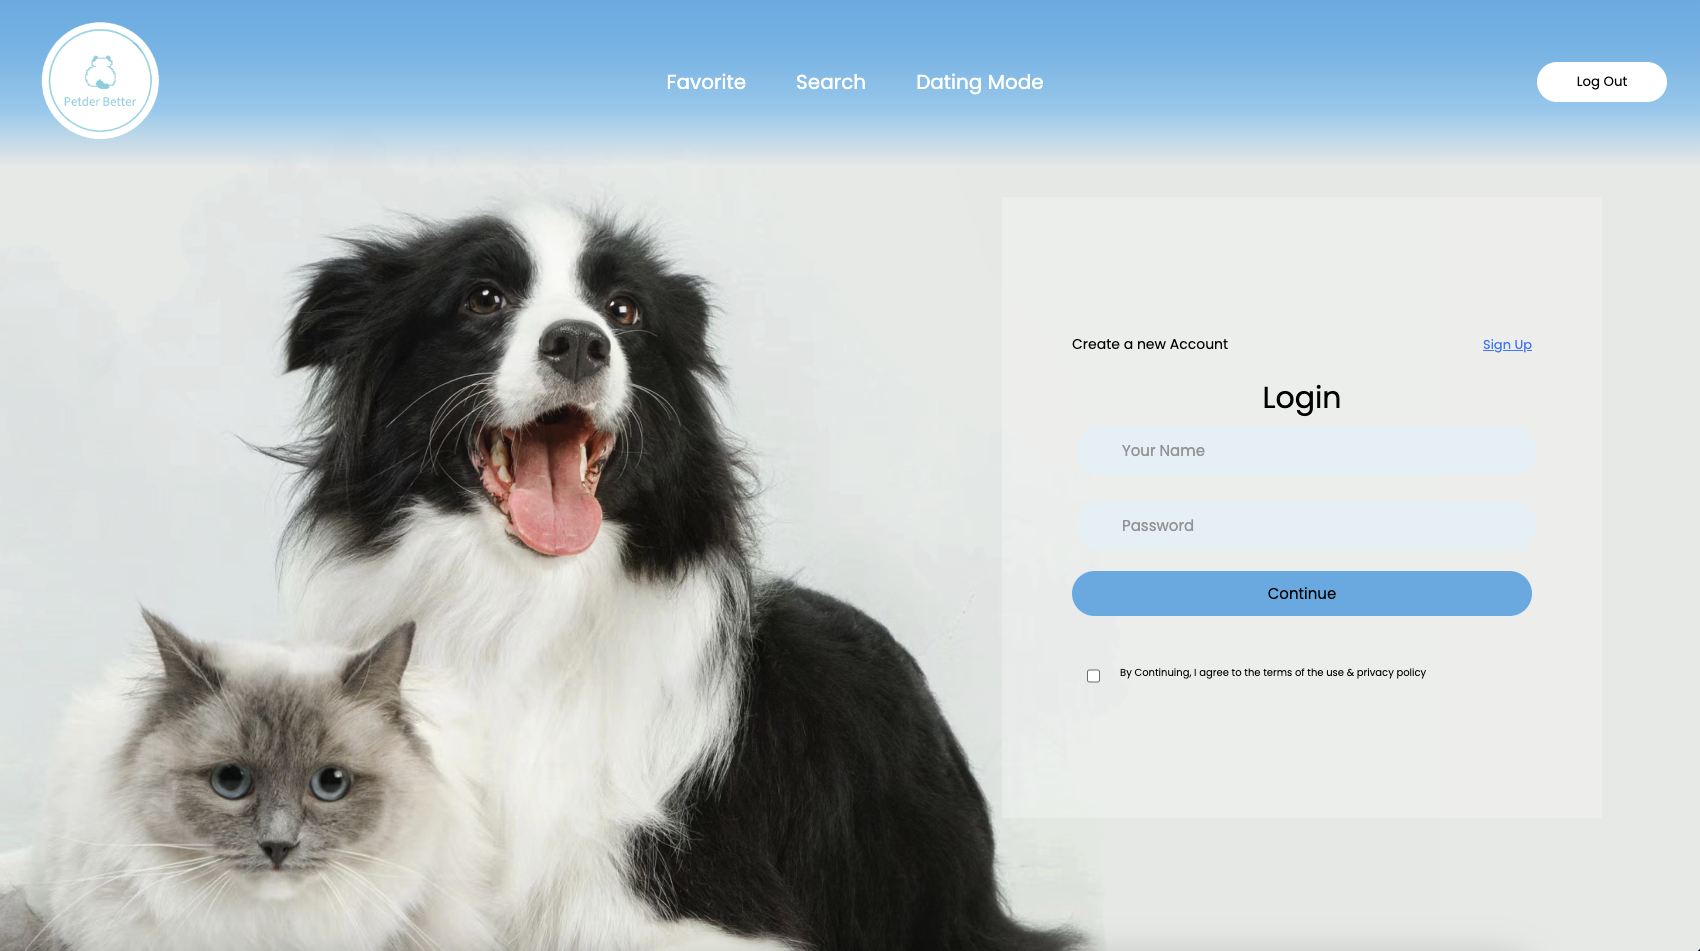 Petder Better
Favorite Search Dating Mode
Log Out
Create a new Account Sign Up
Login
Your Name
Password
Continue
By Continuing, I agree to the terms of the use & privacy policy